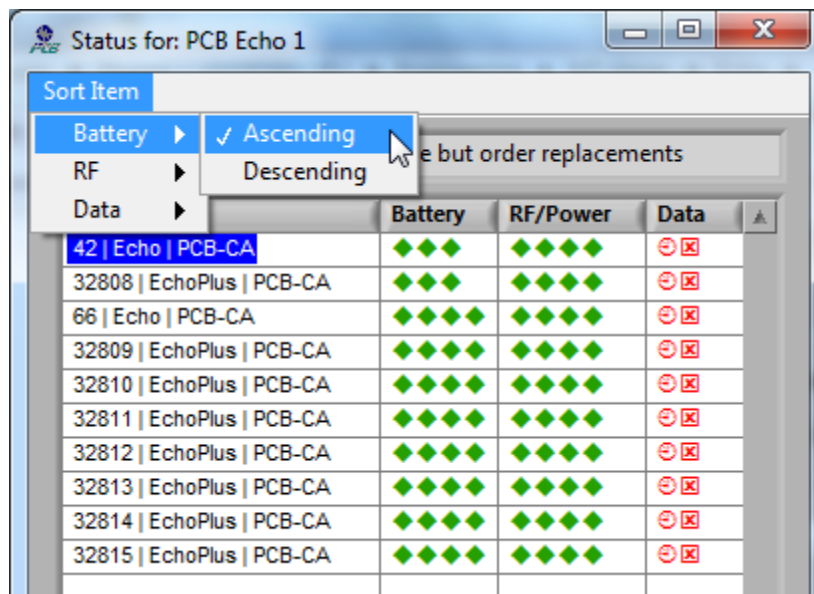 PCB
Status for: PCB Echo 1
Sort Item
Battery ✓ Ascending
e but order replacements
RF Descending
Data
Battery RF/Power Data
42 | Echo | PCB-CA
32808 | EchoPlus | PCB-CA
66 | Echo | PCB-CA
32809 | EchoPlus | PCB-CA
32810 | EchoPlus | PCB-CA
32811 | EchoPlus | PCB-CA
32812 | EchoPlus | PCB-CA
32813 | EchoPlus | PCB-CA
32814 | EchoPlus | PCB-CA
32815 | EchoPlus | PCB-CA